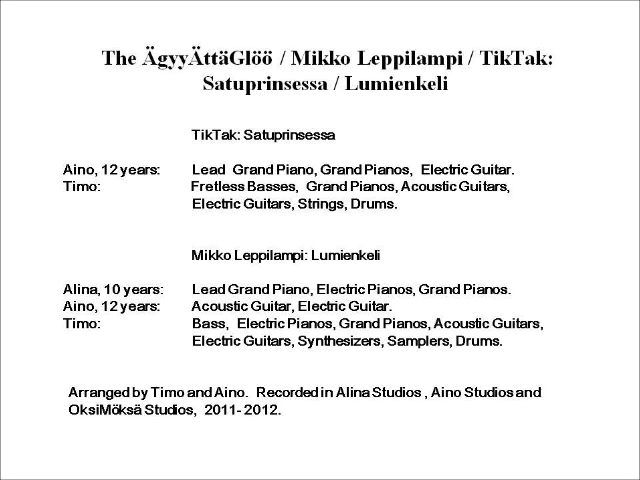 The ÄgyyÄttäGlöö / Mikko Leppilampi / TikTak:
Satuprinsessa / Lumienkeli
TikTak: Satuprinsessa
Aino, 12 years: Lead Grand Piano, Grand Pianos, Electric Guitar.
Timo: Fretless Basses, Grand Pianos, Acoustic Guitars,
Electric Guitars, Strings, Drums.
Mikko Leppilampi: Lumienkeli
Alina, 10 years: Lead Grand Piano, Electric Pianos, Grand Pianos.
Aino, 12 years: Acoustic Guitar, Electric Guitar.
Timo: Bass, Electric Pianos, Grand Pianos, Acoustic Guitars,
Electric Guitars, Synthesizers, Samplers, Drums.
Arranged by Timo and Aino. Recorded in Alina Studios , Aino Studios and
OksiMöksä Studios, 2011- 2012.